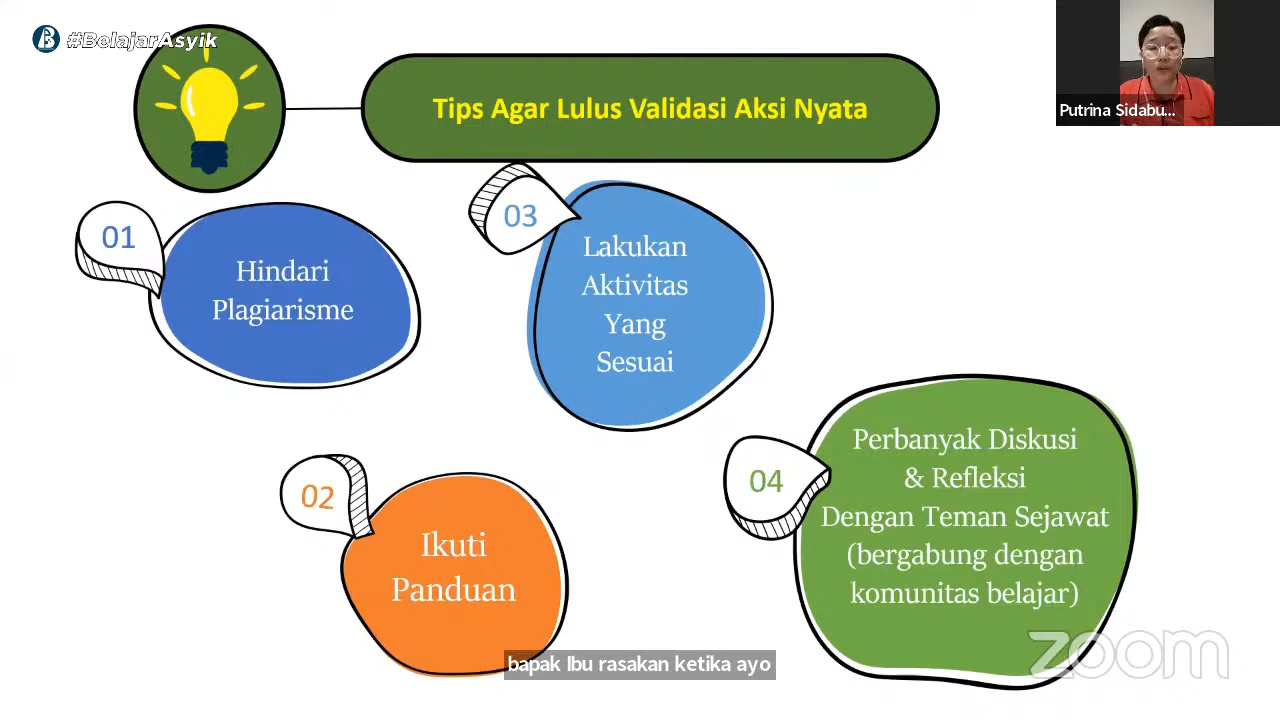 #BelajarAsyik
Putrina Sidabu...
Tips Agar Lulus Validasi Aksi Nyata
01
Hindari
Plagiarisme
02
Ikuti
Panduan
03
Lakukan
Aktivitas
Yang
Sesuai
04
Perbanyak Diskusi
& Refleksi
Dengan Teman Sejawat
(bergabung dengan
komunitas belajar)
bapak Ibu rasakan ketika ayo
zoom